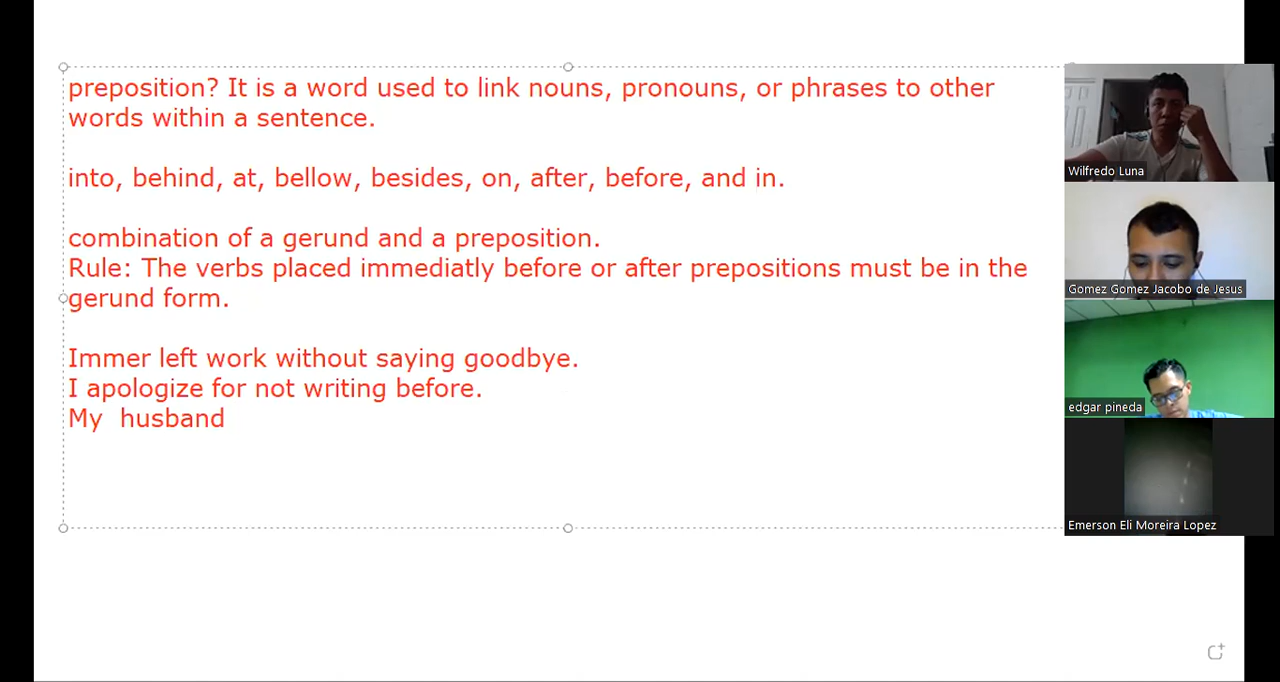 preposition? It is a word used to link nouns, pronouns, or phrases to other
words within a sentence.
into, behind, at, bellow, besides, on, after, before, and in.
combination of a gerund and a preposition.
Rule: The verbs placed immediatly before or after prepositions must be in the
gerund form.
Immer left work without saying goodbye.
I apologize for not writing before.
My  husband
Wilfredo Luna
Gomez Gomez Jacobo de Jesus
edgar pineda
Emerson Eli Moreira Lopez